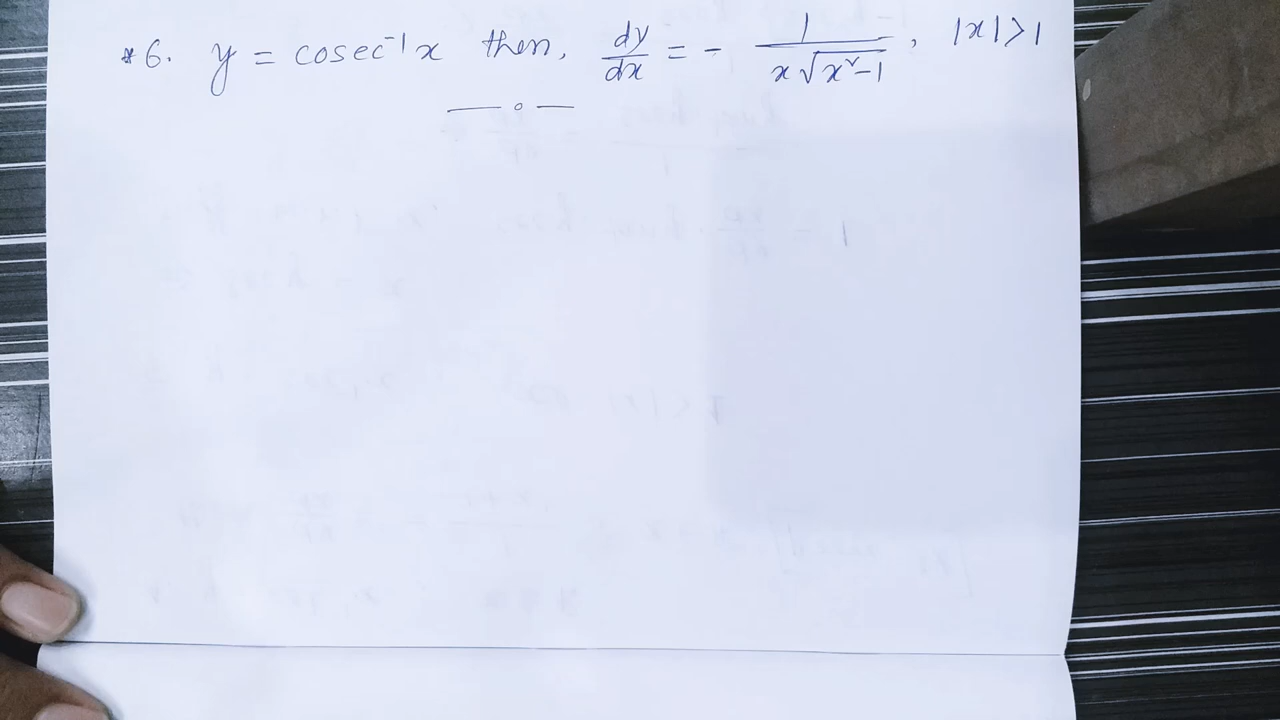 *6. y = cosec⁻¹x then, dy/dx = - 1/(x√(x²-1)), |x|>1